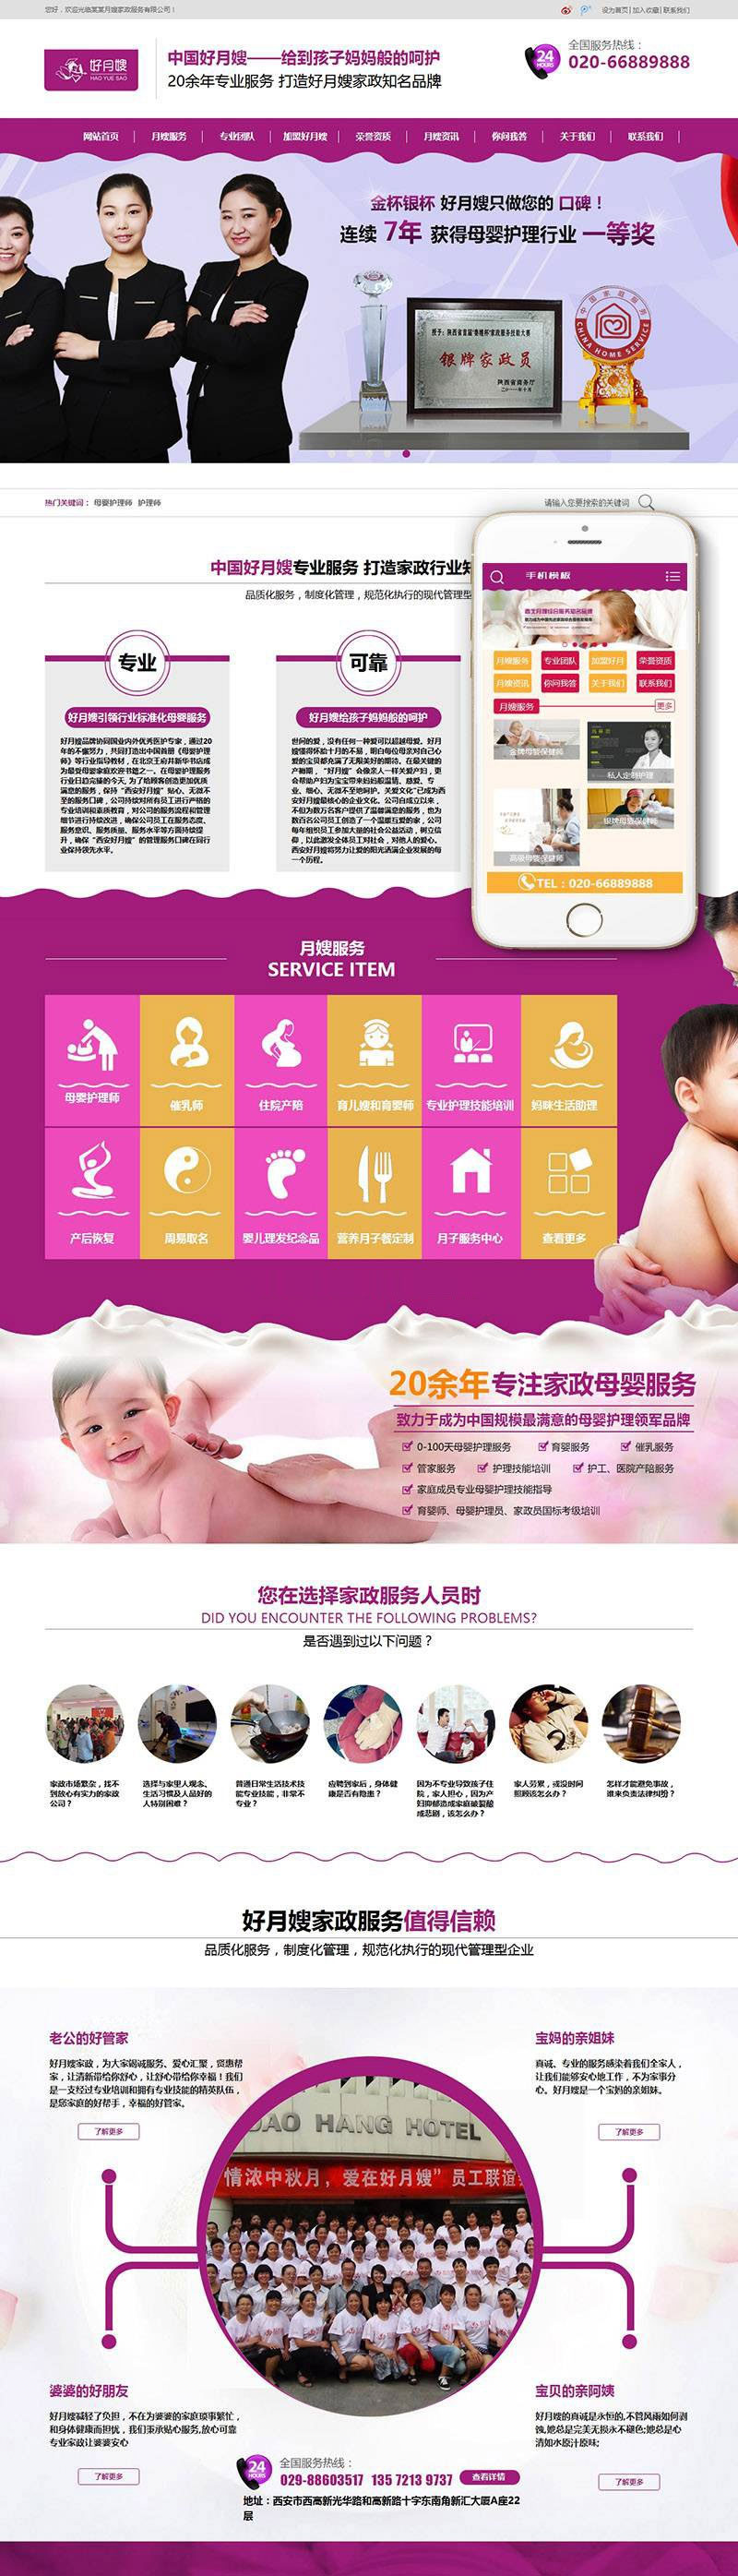 您好，欢迎光临某某月嫂家政服务有限公司！
设为首页| 加入收藏| 联系我们
好月嫂
HAO YUE SAO
中国好月嫂——给到孩子妈妈般的呵护
20余年专业服务 打造好月嫂家政知名品牌
24
HOURS
全国服务热线：
020-66889888
网站首页 月嫂服务 专业团队 加盟好月嫂 荣誉资质 月嫂资讯 你问我答 关于我们 联系我们
金杯银杯 好月嫂只做您的 口碑！
连续 7年 获得母婴护理行业 一等奖
银牌家政员
陕西省商务厅
中国家庭服务
CHINA HOME SERVICE
热门关键词： 母婴护理师 护理师
请输入您要搜索的关键词
中国好月嫂专业服务 打造家政行业知
品质化服务，制度化管理，规范化执行的现代管理型
手机模板
月嫂服务 专业团队 加盟好月 荣誉资质
月嫂资讯 你问我答 关于我们 联系我们
月嫂服务 更多
金牌母婴保健师
私人定制护理
高级母婴保健师
银牌母婴保健师
TEL：020-66889888
专业
好月嫂引领行业标准化母婴服务
好月嫂品牌协同国业内外优秀医护专家，通过20
年的不懈努力，共同打造出中国首册《母婴护理
师》等行业指导教材，在北京王府井新华书店成
为最受母婴家庭欢迎书籍之一。在母婴护理服务
行业日趋完臻的今天，为了给顾客创造更加优质
满意的服务，保持“西安好月嫂”贴心、无微不
至的服务口碑，公司持续对所有员工进行严格的
专业培训和素质教育，对公司的服务流程和管理
细节进行持续改进，确保公司员工在服务态度、
服务意识、服务质量、服务水平等方面持续提
升，确保“西安好月嫂”的管理服务口碑在同行
业保持领先水平。
可靠
好月嫂给孩子妈妈般的呵护
世间的爱，没有任何一种爱可以超越母爱。好月
嫂懂得怀胎十月的不易，明白每位母亲对自己心
爱的宝贝都充满了无限美好的期待。在最关键的
产褥期，“好月嫂”会像亲人一样关爱产妇，更
会帮助产妇为宝宝带来妈妈般温情、慈爱、专
业、细心、无微不至地呵护，关爱文化”已成为西
安好月嫂最核心的企业文化。公司自成立以来，
不但为数万名客户提供了温馨满意的服务，也为
数百名公司员工创造了一个温暖互爱的家，公司
每年组织员工参加大量的社会公益活动，树立信
仰，以此激发全体员工对社会，对他人的爱心。
西安好月嫂将努力让爱的阳光洒满企业发展的每
一个历程。
月嫂服务
SERVICE ITEM
母婴护理师 催乳师 住院产陪 育儿嫂和育婴师 专业护理技能培训 妈咪生活助理
产后恢复 周易取名 婴儿理发纪念品 营养月子餐定制 月子服务中心 查看更多
20余年专注家政母婴服务
致力于成为中国规模最满意的母婴护理领军品牌
0-100天母婴护理服务 育婴服务 催乳服务
管家服务 护理技能培训 护工、医院产陪服务
家庭成员专业母婴护理技能指导
育婴师、母婴护理员、家政员国标考级培训
您在选择家政服务人员时
DID YOU ENCOUNTER THE FOLLOWING PROBLEMS?
是否遇到过以下问题？
家政市场繁杂，找不
到放心有实力的家政
公司？
选择与家里人观念、
生活习惯及人品好的
人特别困难？
普通日常生活技术技
能专业技能，非常不
专业？
应聘到家后，身体健
康是否有隐患？
因为不专业导致孩子住
院，家人担心，因为产
妇抑郁造成家庭破裂酿
成悲剧，该怎么办？
家人劳累，或没时间
照顾该怎么办？
怎样才能避免事故，
谁来负责法律纠纷？
好月嫂家政服务值得信赖
品质化服务，制度化管理，规范化执行的现代管理型企业
老公的好管家
好月嫂家政，为大家竭诚服务、爱心汇聚，贤惠帮
家，让清新带给你舒心，让舒心带给你幸福！我们
是一支经过专业培训和拥有专业技能的精英队伍，
是您家庭的好帮手，幸福的好管家。
了解更多
宝妈的亲姐妹
真诚、专业的服务感染着我们全家人，
让我们能够安心地工作，不为家事分
心。好月嫂是一个宝妈的亲姐妹。
了解更多
DAO HANG HOTEL
情浓中秋月，爱在好月嫂”员工联谊
婆婆的好朋友
好月嫂减轻了负担，不在为婆婆的家庭琐事繁忙，
和身体健康而担忧，我们秉承贴心服务,放心可靠
专业家政让婆婆安心
了解更多
宝贝的亲阿姨
好月嫂的真诚是永恒的,不管风雨如何剥
蚀,她总是完美无损永不褪色;她总是心
清如水原汁原味;
了解更多
24
HOURS
全国服务热线：
029-88603517 135 7213 9737 查看详情
地址：西安市西高新光华路和高新路十字东南角新汇大厦A座22
层